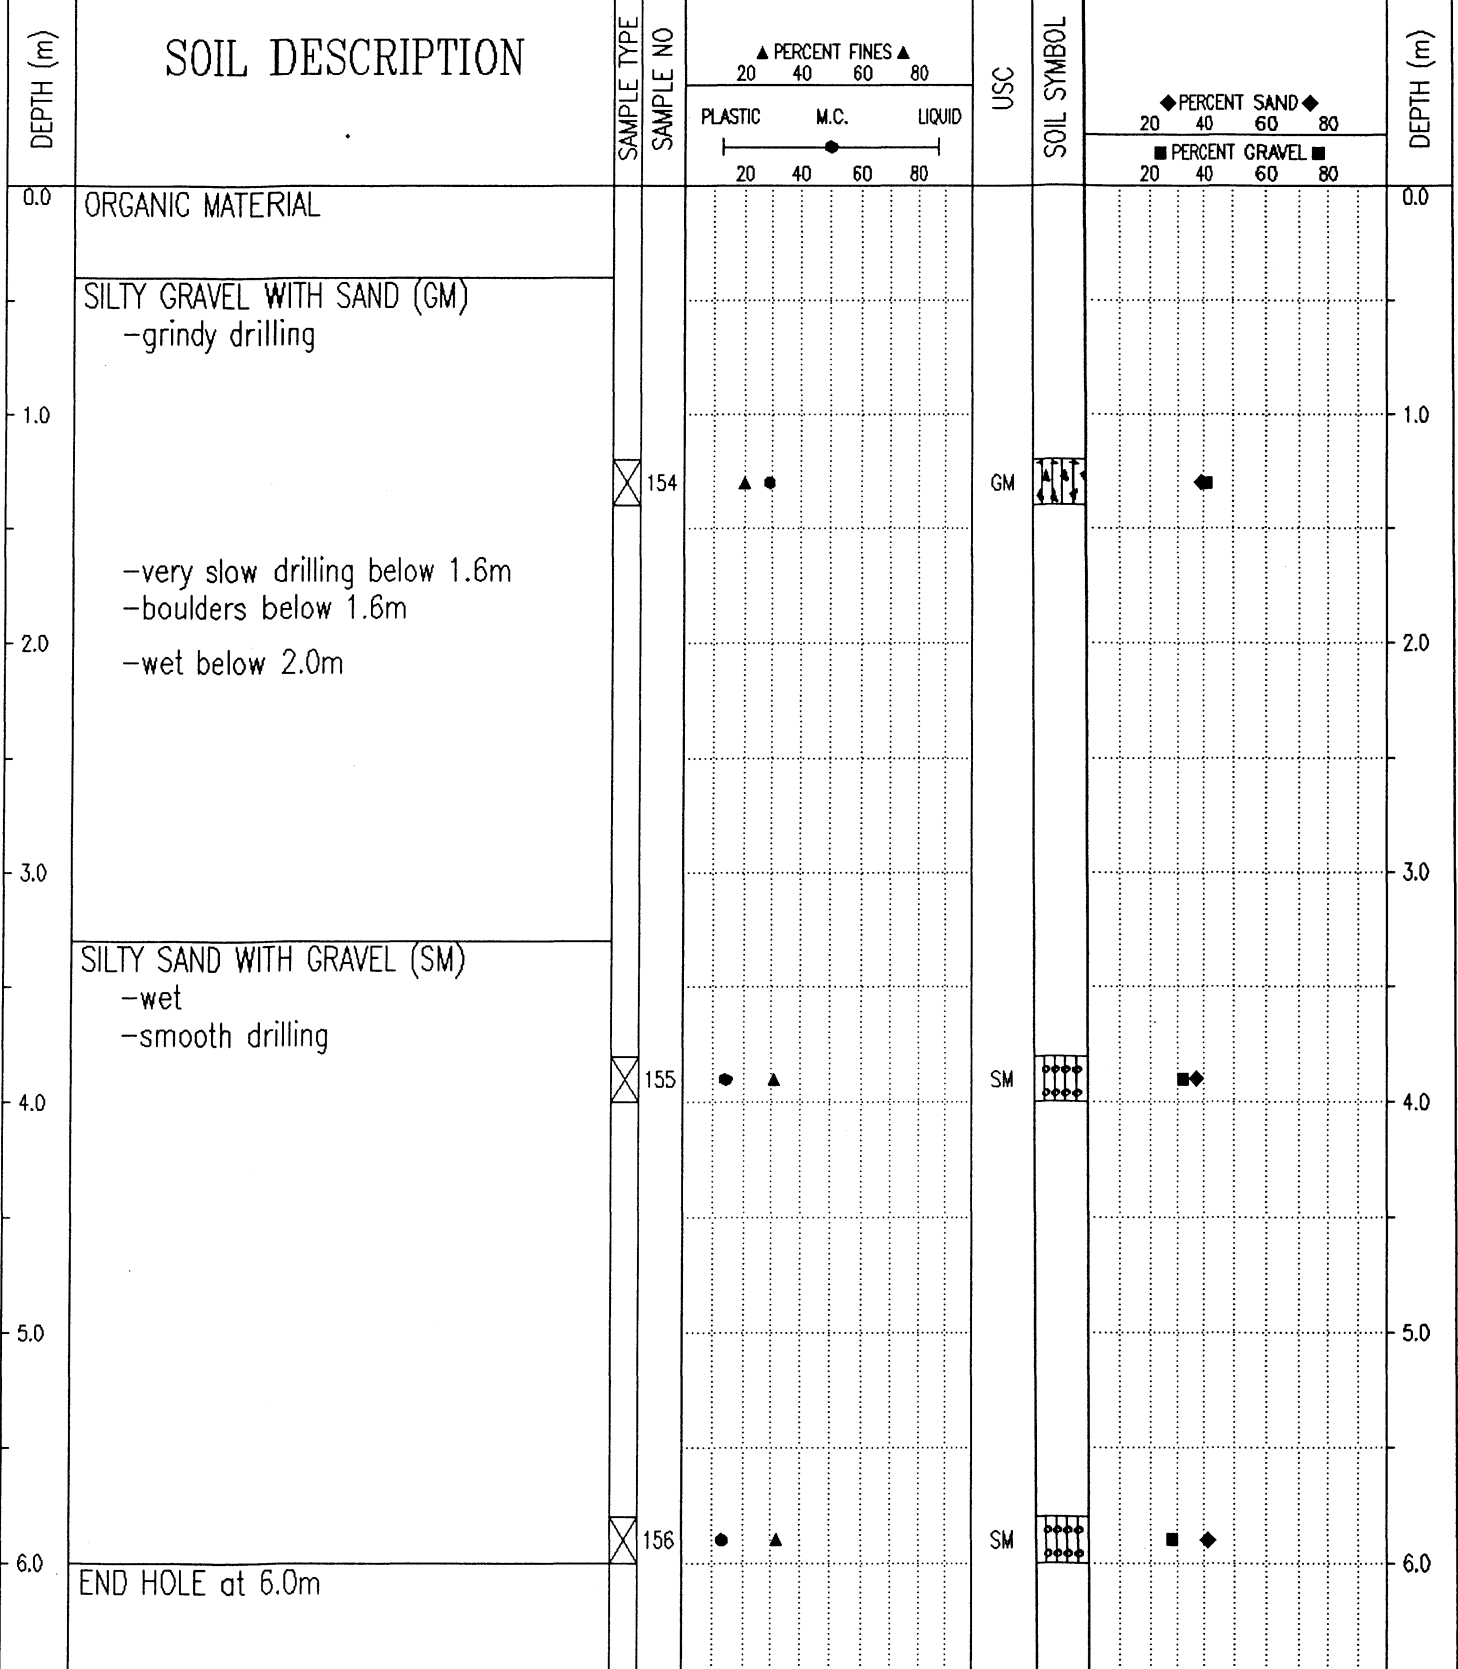 DEPTH (m)
SOIL DESCRIPTION
SAMPLE TYPE
SAMPLE NO
▲ PERCENT FINES ▲
20 40 60 80
PLASTIC M.C. LIQUID
20 40 60 80
USC
SOIL SYMBOL
◆ PERCENT SAND ◆
20 40 60 80
■ PERCENT GRAVEL ■
20 40 60 80
DEPTH (m)
0.0 ORGANIC MATERIAL 0.0
SILTY GRAVEL WITH SAND (GM)
-grindy drilling
1.0 1.0
154 GM
-very slow drilling below 1.6m
-boulders below 1.6m
2.0 2.0
-wet below 2.0m
3.0 3.0
SILTY SAND WITH GRAVEL (SM)
-wet
-smooth drilling
155 SM
4.0 4.0
5.0 5.0
156 SM
6.0 6.0
END HOLE at 6.0m